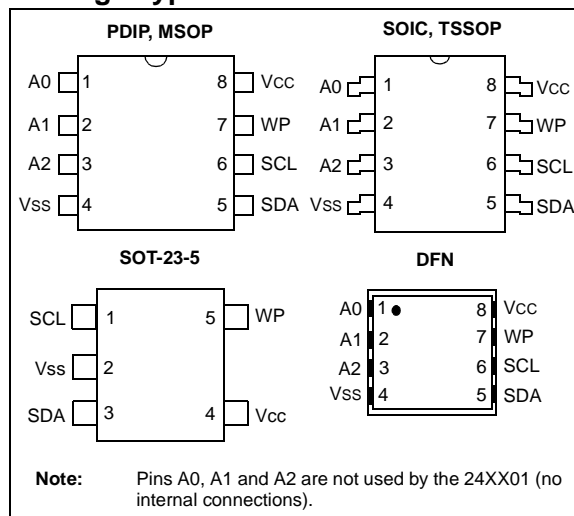 PDIP, MSOP
A0 1 8 VCC
A1 2 7 WP
A2 3 6 SCL
VSS 4 5 SDA
SOIC, TSSOP
A0 1 8 VCC
A1 2 7 WP
A2 3 6 SCL
VSS 4 5 SDA
SOT-23-5
SCL 1 5 WP
Vss 2
SDA 3 4 Vcc
DFN
A0 1 8 VCC
A1 2 7 WP
A2 3 6 SCL
VSS 4 5 SDA
Note: Pins A0, A1 and A2 are not used by the 24XX01 (no
internal connections).